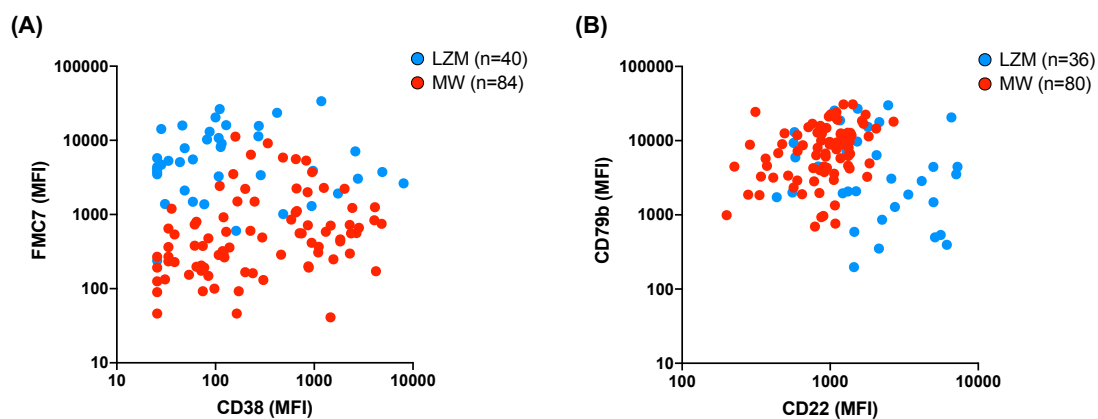 (A)
LZM (n=40)
MW (n=84)
100000
10000
1000
100
10
FMC7 (MFI)
10 100 1000 10000
CD38 (MFI)
(B)
LZM (n=36)
MW (n=80)
100000
10000
1000
100
10
CD79b (MFI)
100 1000 10000
CD22 (MFI)